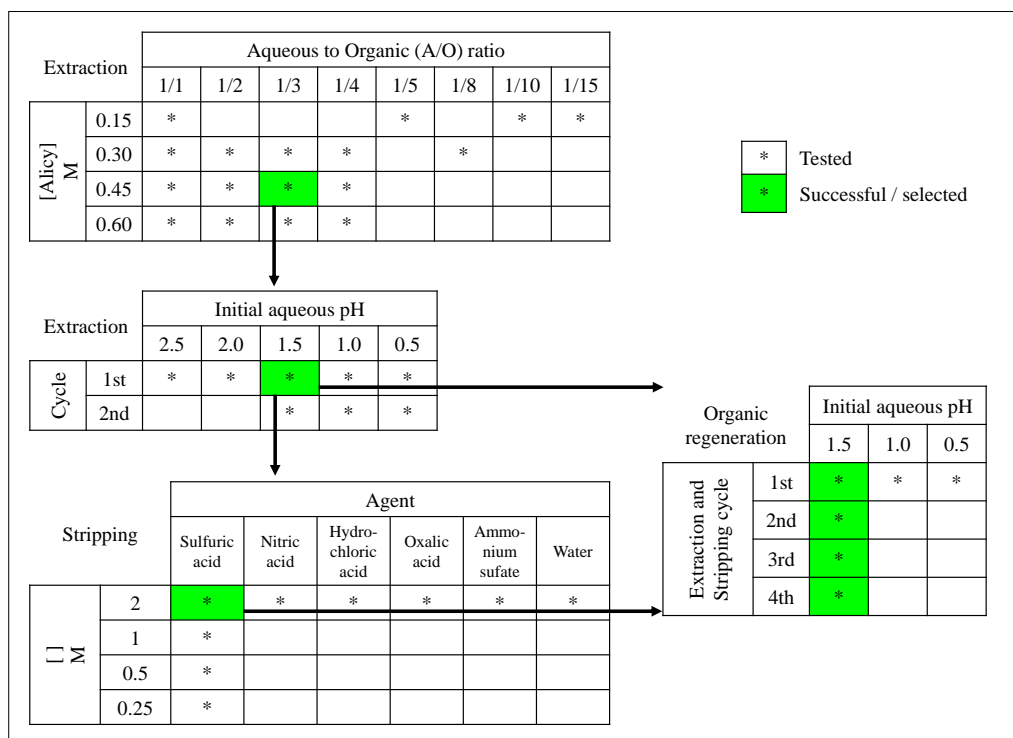 Extraction
Aqueous to Organic (A/O) ratio
1/1 1/2 1/3 1/4 1/5 1/8 1/10 1/15
[Alicy]
M
0.15 * * * *
0.30 * * * * *
0.45 * * * *
0.60 * * * *
* Tested
* Successful / selected
Extraction
Initial aqueous pH
2.5 2.0 1.5 1.0 0.5
Cycle
1st * * * * *
2nd * * *
Organic
regeneration
Initial aqueous pH
1.5 1.0 0.5
Extraction and
Stripping cycle
1st * * *
2nd *
3rd *
4th *
Stripping
Agent
Sulfuric
acid
Nitric
acid
Hydro-
chloric
acid
Oxalic
acid
Ammo-
nium
sufate
Water
[ ]
M
2 * * * * * *
1 *
0.5 *
0.25 *